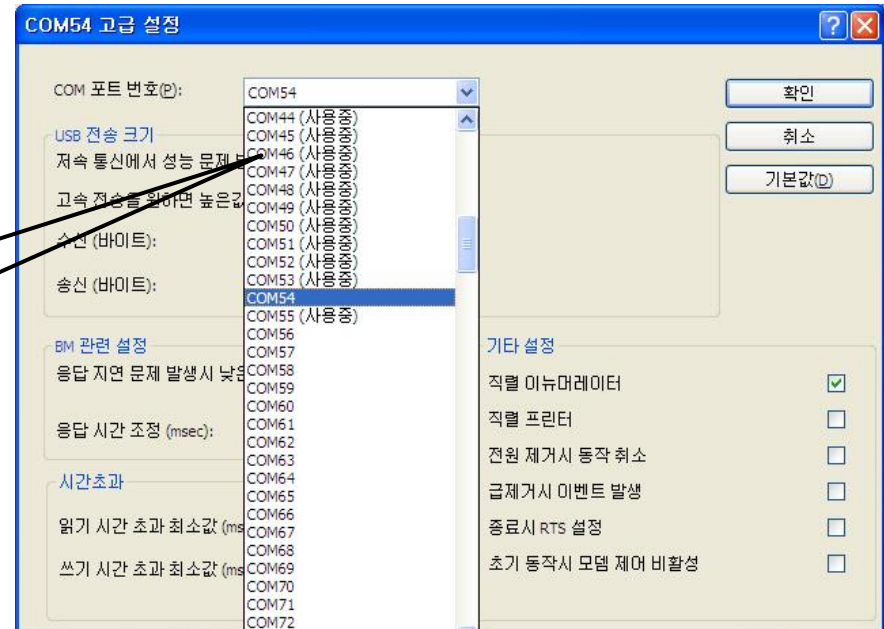 COM54 고급 설정
COM 포트 번호(P):
COM54
COM44 (사용중)
COM45 (사용중)
COM46 (사용중)
COM47 (사용중)
COM48 (사용중)
COM49 (사용중)
COM50 (사용중)
COM51 (사용중)
COM52 (사용중)
COM53 (사용중)
COM54
COM55 (사용중)
COM56
COM57
COM58
COM59
COM60
COM61
COM62
COM63
COM64
COM65
COM66
COM67
COM68
COM69
COM70
COM71
COM72
확인
취소
기본값(D)
USB 전송 크기
저속 통신에서 성능 문제
고속 전송을 원하면 높은값
수신 (바이트):
송신 (바이트):
BM 관련 설정
응답 지연 문제 발생시 낮은
응답 시간 조정 (msec):
시간초과
읽기 시간 초과 최소값 (ms
쓰기 시간 초과 최소값 (ms
기타 설정
직렬 이뉴머레이터
직렬 프린터
전원 제거시 동작 취소
급제거시 이벤트 발생
종료시 RTS 설정
초기 동작시 모뎀 제어 비활성